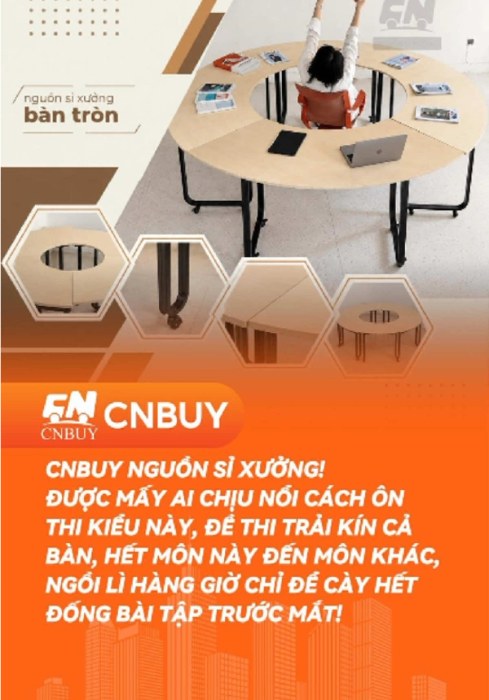 FN
nguồn sỉ xưởng
bàn tròn
CNBUY
CNBUY
CNBUY NGUỒN SỈ XƯỞNG!
ĐƯỢC MẤY AI CHỊU NỔI CÁCH ÔN
THI KIỂU NÀY, ĐỀ THI TRẢI KÍN CẢ
BÀN, HẾT MÔN NÀY ĐẾN MÔN KHÁC,
NGỒI LÌ HÀNG GIỜ CHỈ ĐỂ CÀY HẾT
ĐỐNG BÀI TẬP TRƯỚC MẮT!